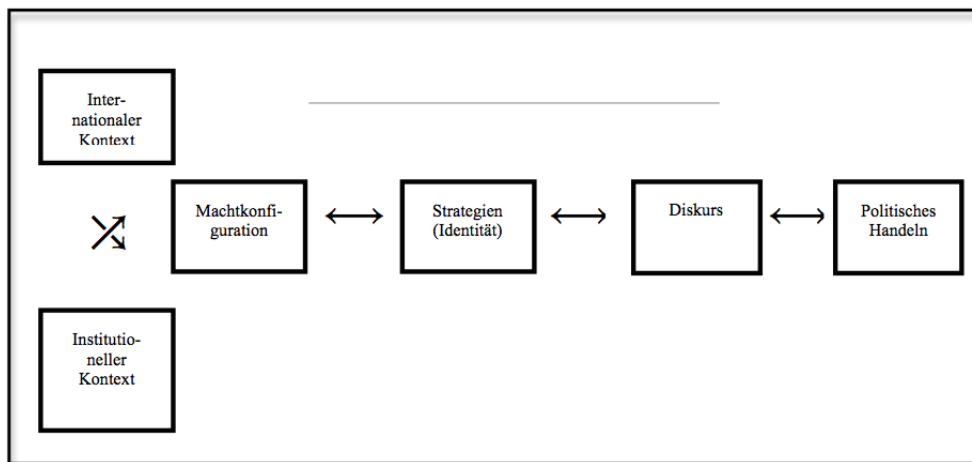 Inter-
nationaler
Kontext
Machtkonfi-
guration
Strategien
(Identität)
Diskurs
Politisches
Handeln
Institutio-
neller
Kontext